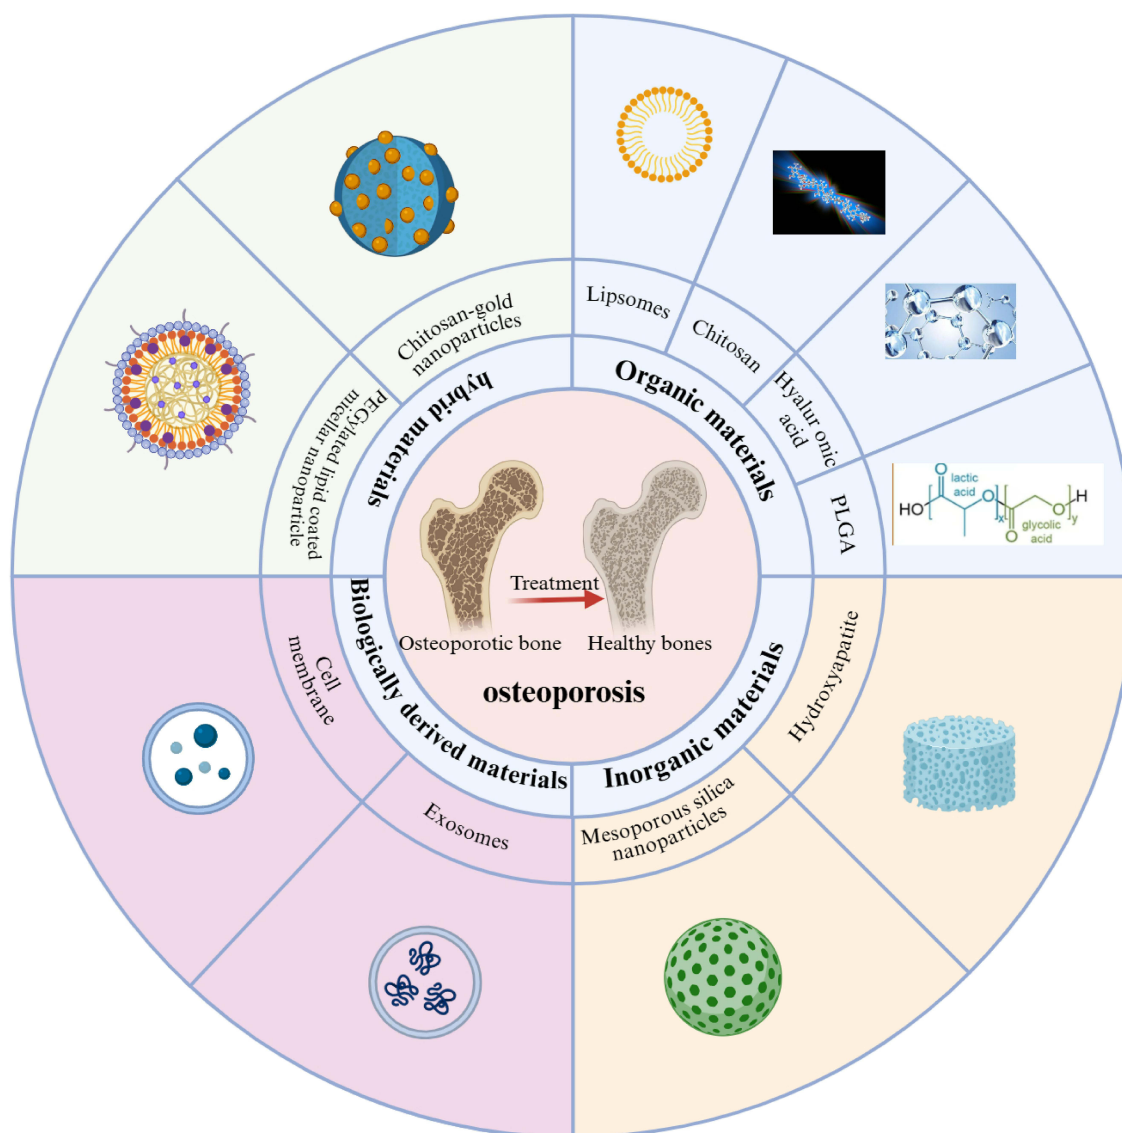 Lipsomes
Chitosan
Hyalur onic
acid
PLGA
HO
O
lactic
acid
O
x
O
glycolic
acid
O
H
y
Organic materials
Hydroxyapatite
Mesoporous silica
nanoparticles
Inorganic materials
Exosomes
Cell
membrane
Biologically derived materials
PEGylated lipid coated
micellar nanoparticle
Chitosan-gold
nanoparticles
hybrid materials
Treatment
Osteoporotic bone
Healthy bones
osteoporosis